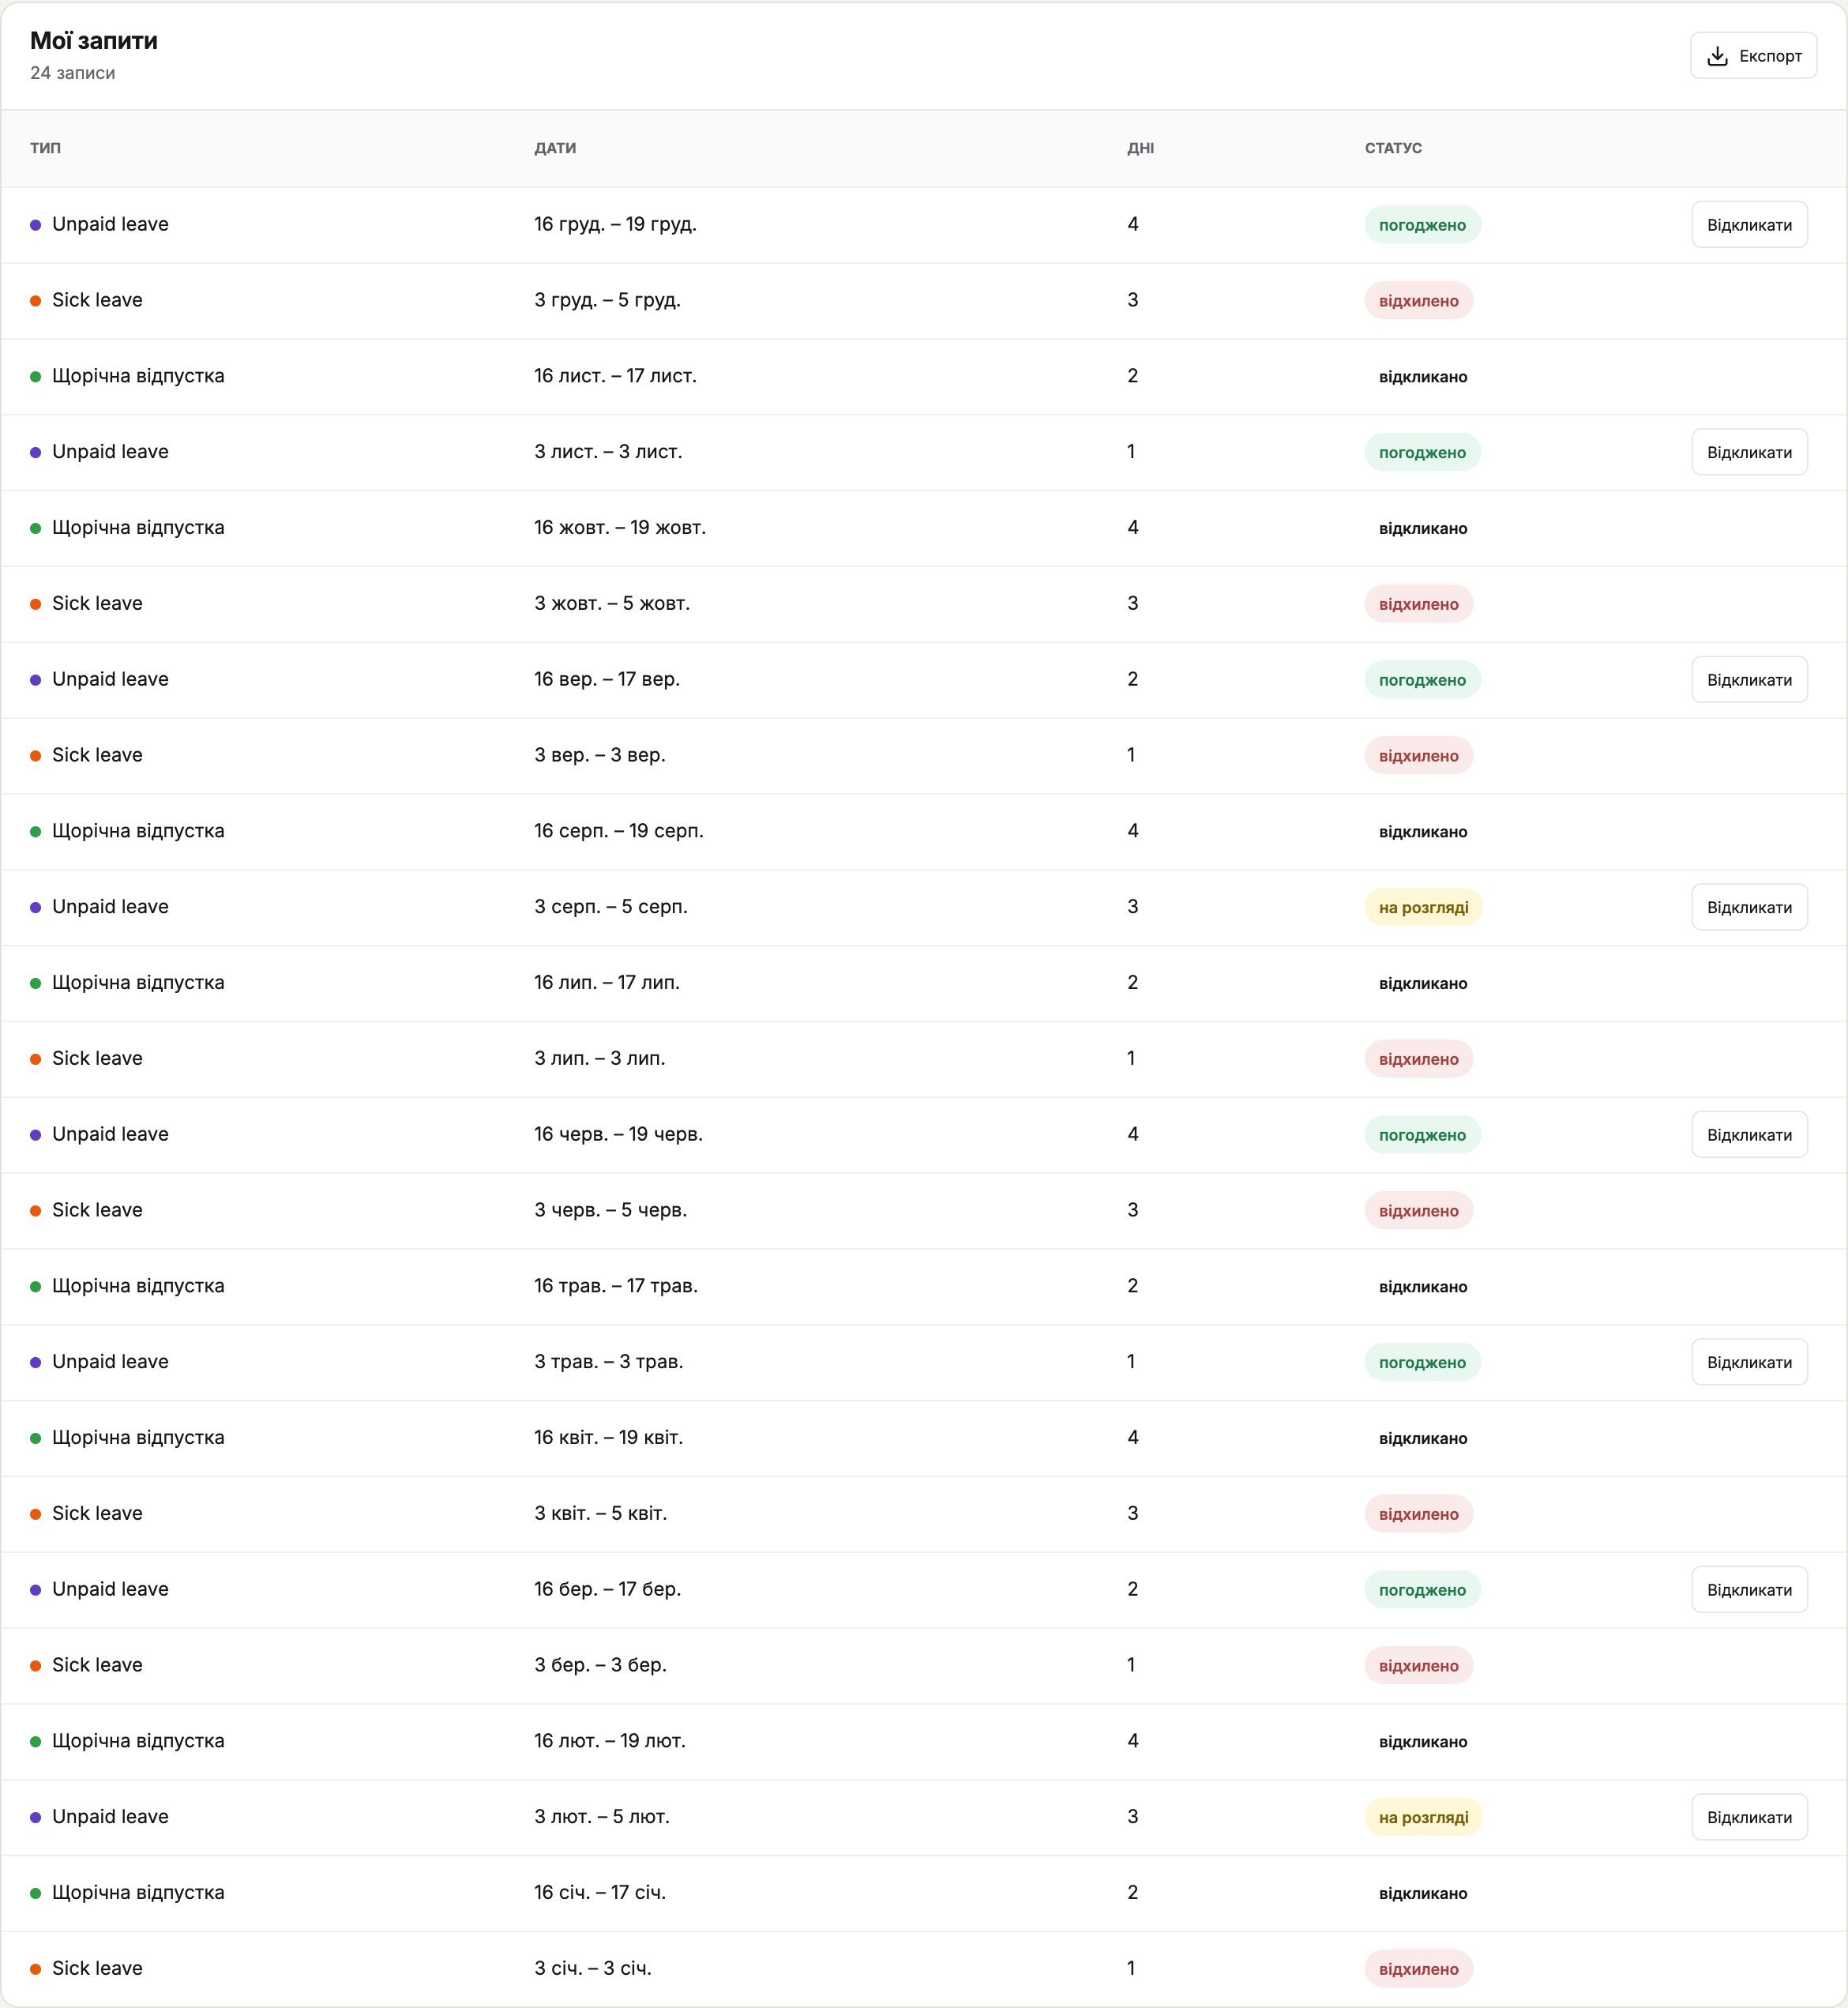 Мої запити
24 записи
Експорт
ТИП ДАТИ ДНІ СТАТУС
Unpaid leave 16 груд. – 19 груд. 4 погоджено Відкликати
Sick leave 3 груд. – 5 груд. 3 відхилено
Щорічна відпустка 16 лист. – 17 лист. 2 відкликано
Unpaid leave 3 лист. – 3 лист. 1 погоджено Відкликати
Щорічна відпустка 16 жовт. – 19 жовт. 4 відкликано
Sick leave 3 жовт. – 5 жовт. 3 відхилено
Unpaid leave 16 вер. – 17 вер. 2 погоджено Відкликати
Sick leave 3 вер. – 3 вер. 1 відхилено
Щорічна відпустка 16 серп. – 19 серп. 4 відкликано
Unpaid leave 3 серп. – 5 серп. 3 на розгляді Відкликати
Щорічна відпустка 16 лип. – 17 лип. 2 відкликано
Sick leave 3 лип. – 3 лип. 1 відхилено
Unpaid leave 16 черв. – 19 черв. 4 погоджено Відкликати
Sick leave 3 черв. – 5 черв. 3 відхилено
Щорічна відпустка 16 трав. – 17 трав. 2 відкликано
Unpaid leave 3 трав. – 3 трав. 1 погоджено Відкликати
Щорічна відпустка 16 квіт. – 19 квіт. 4 відкликано
Sick leave 3 квіт. – 5 квіт. 3 відхилено
Unpaid leave 16 бер. – 17 бер. 2 погоджено Відкликати
Sick leave 3 бер. – 3 бер. 1 відхилено
Щорічна відпустка 16 лют. – 19 лют. 4 відкликано
Unpaid leave 3 лют. – 5 лют. 3 на розгляді Відкликати
Щорічна відпустка 16 січ. – 17 січ. 2 відкликано
Sick leave 3 січ. – 3 січ. 1 відхилено